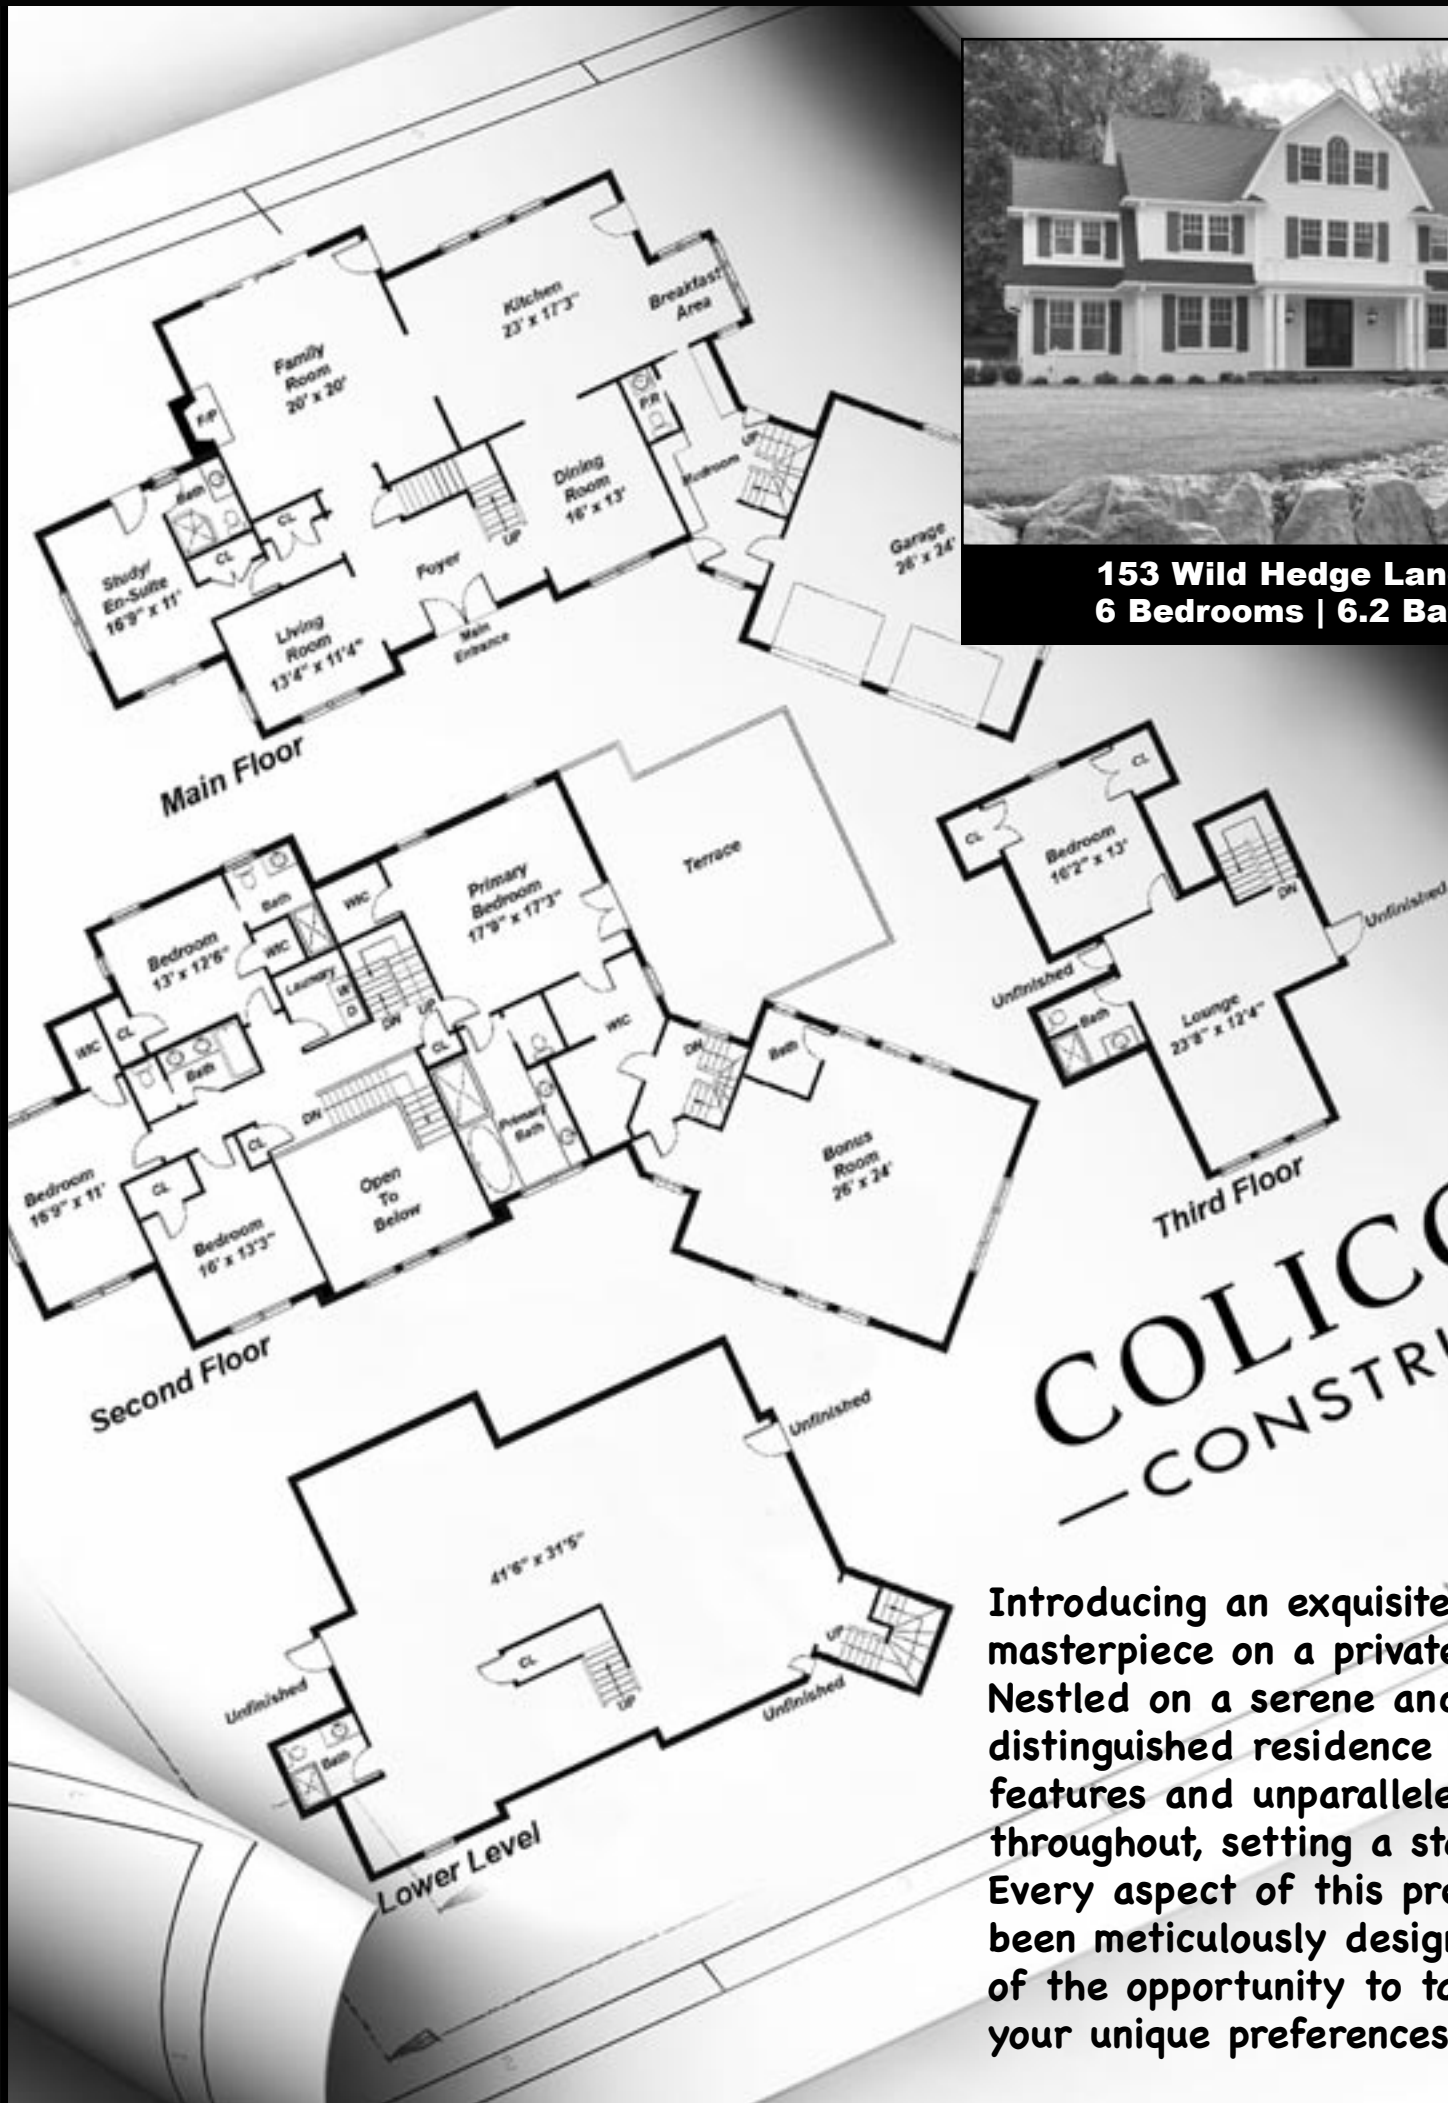 153 Wild Hedge Lan
6 Bedrooms | 6.2 Ba
Kitchen
23' x 17'3"
Breakfast
Area
Family
Room
20' x 20'
F/P
P.R
UP
Mudroom
Dining
Room
16' x 13'
Garage
26' x 24'
Bath
CL
CL
UP
Foyer
Study/
En-Suite
16'9" x 11'
Living
Room
13'4" x 11'4"
Main
Entrance
Main Floor
Terrace
Primary
Bedroom
17'9" x 17'3"
WIC
Bath
Bedroom
13' x 12'6"
WIC
Laundry
W
D
DN
UP
CL
WIC
CL
WIC
Bath
DN
Bath
DN
CL
Primary
Bath
Bedroom
16'9" x 11'
CL
Open
To
Below
Bonus
Room
26' x 24'
Bedroom
16' x 13'3"
Second Floor
CL
CL
Bedroom
16'2" x 13'
DN
Unfinished
Unfinished
Bath
Lounge
23'8" x 12'4"
Third Floor
COLICC
CONSTRU
Unfinished
41'6" x 31'5"
CL
UP
UP
Unfinished
Unfinished
Bath
Lower Level
Introducing an exquisite
masterpiece on a private
Nestled on a serene and
distinguished residence
features and unparallele
throughout, setting a sta
Every aspect of this pre
been meticulously design
of the opportunity to ta
your unique preferences